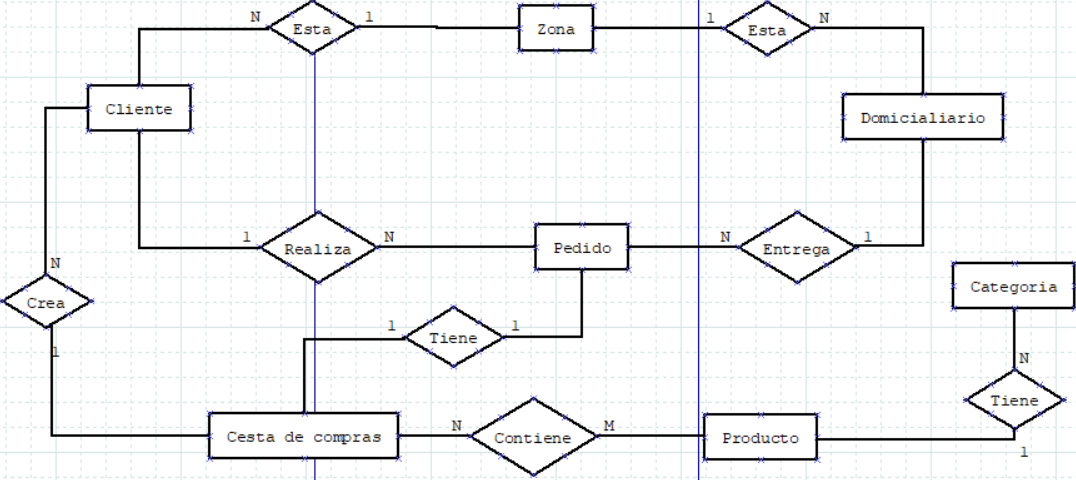 N
Esta
1
Zona
1
Esta
N
Cliente
Domicialiario
1
Realiza
N
Pedido
N
Entrega
1
N
Crea
1
Categoria
1
Tiene
1
N
Tiene
1
Cesta de compras
N
Contiene
M
Producto